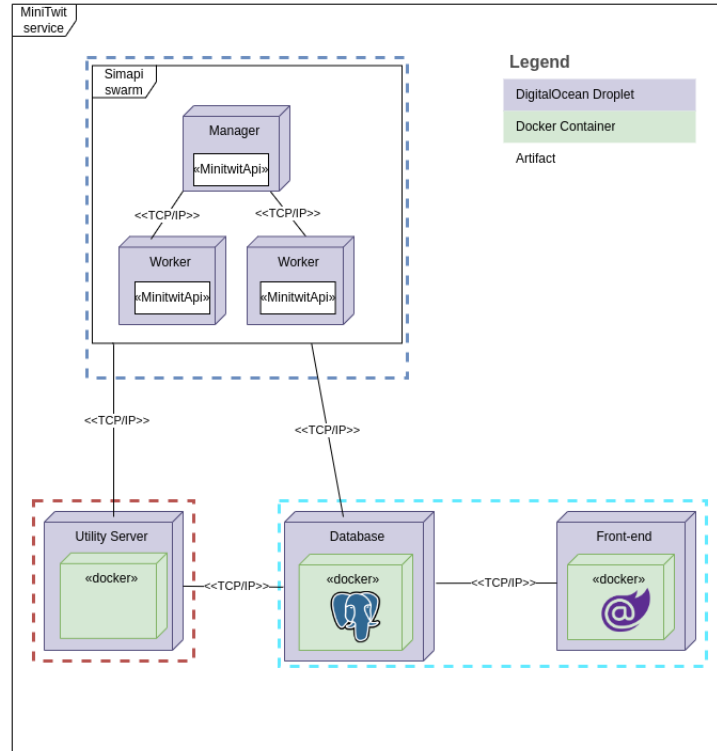 MiniTwit
service
Simapi
swarm
Legend
DigitalOcean Droplet
Docker Container
Artifact
Manager
«MinitwitApi»
<<TCP/IP>>
<<TCP/IP>>
Worker
Worker
«MinitwitApi»
«MinitwitApi»
<<TCP/IP>>
<<TCP/IP>>
Utility Server
Database
Front-end
«docker»
«docker»
«docker»
<<TCP/IP>>
<<TCP/IP>>
@